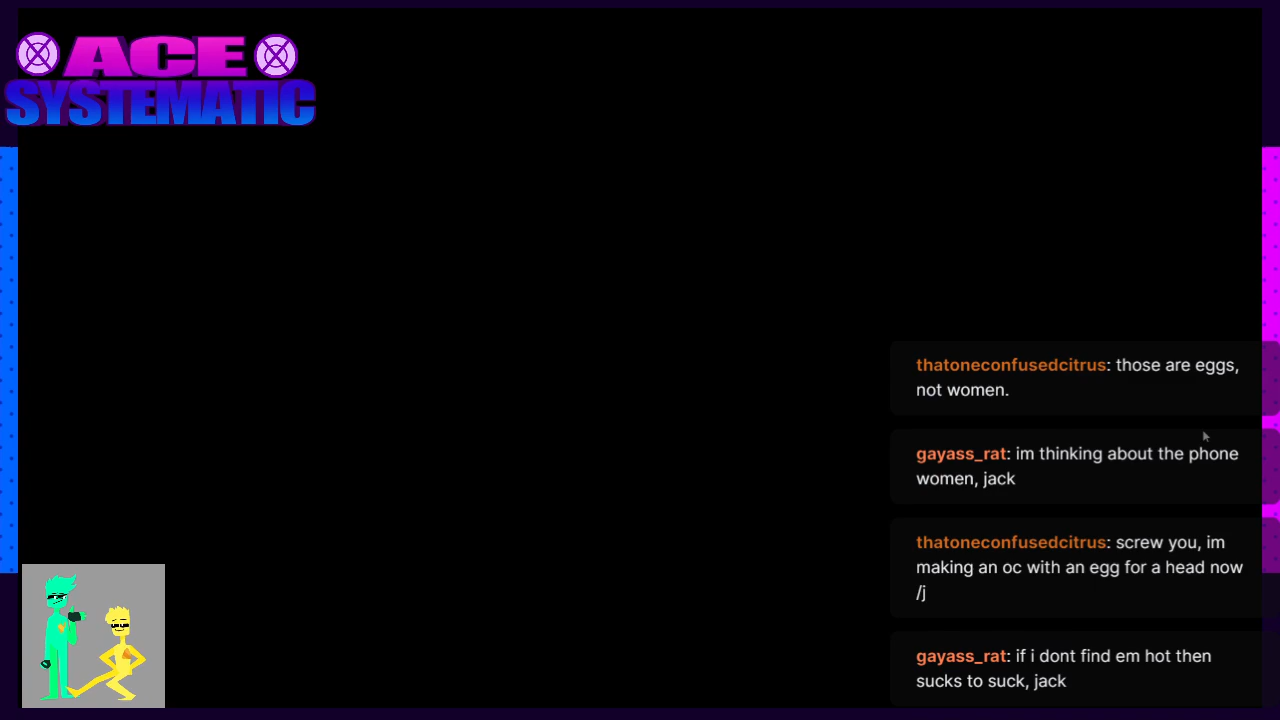 ACE
SYSTEMATIC
thatoneconfusedcitrus: those are eggs,
not women.
gayass_rat: im thinking about the phone
women, jack
thatoneconfusedcitrus: screw you, im
making an oc with an egg for a head now
/j
gayass_rat: if i dont find em hot then
sucks to suck, jack